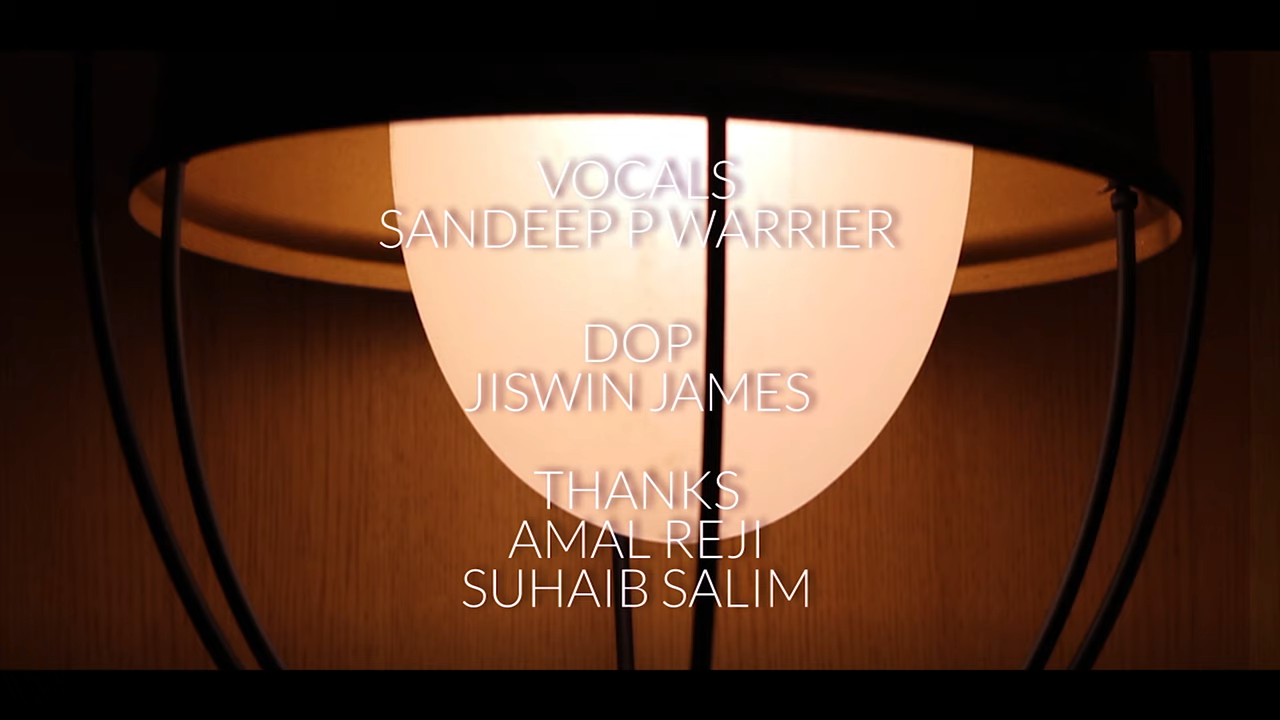 VOCALS
SANDEEP P WARRIER
DOP
JISWIN JAMES
THANKS
AMAL REJI
SUHAIB SALIM